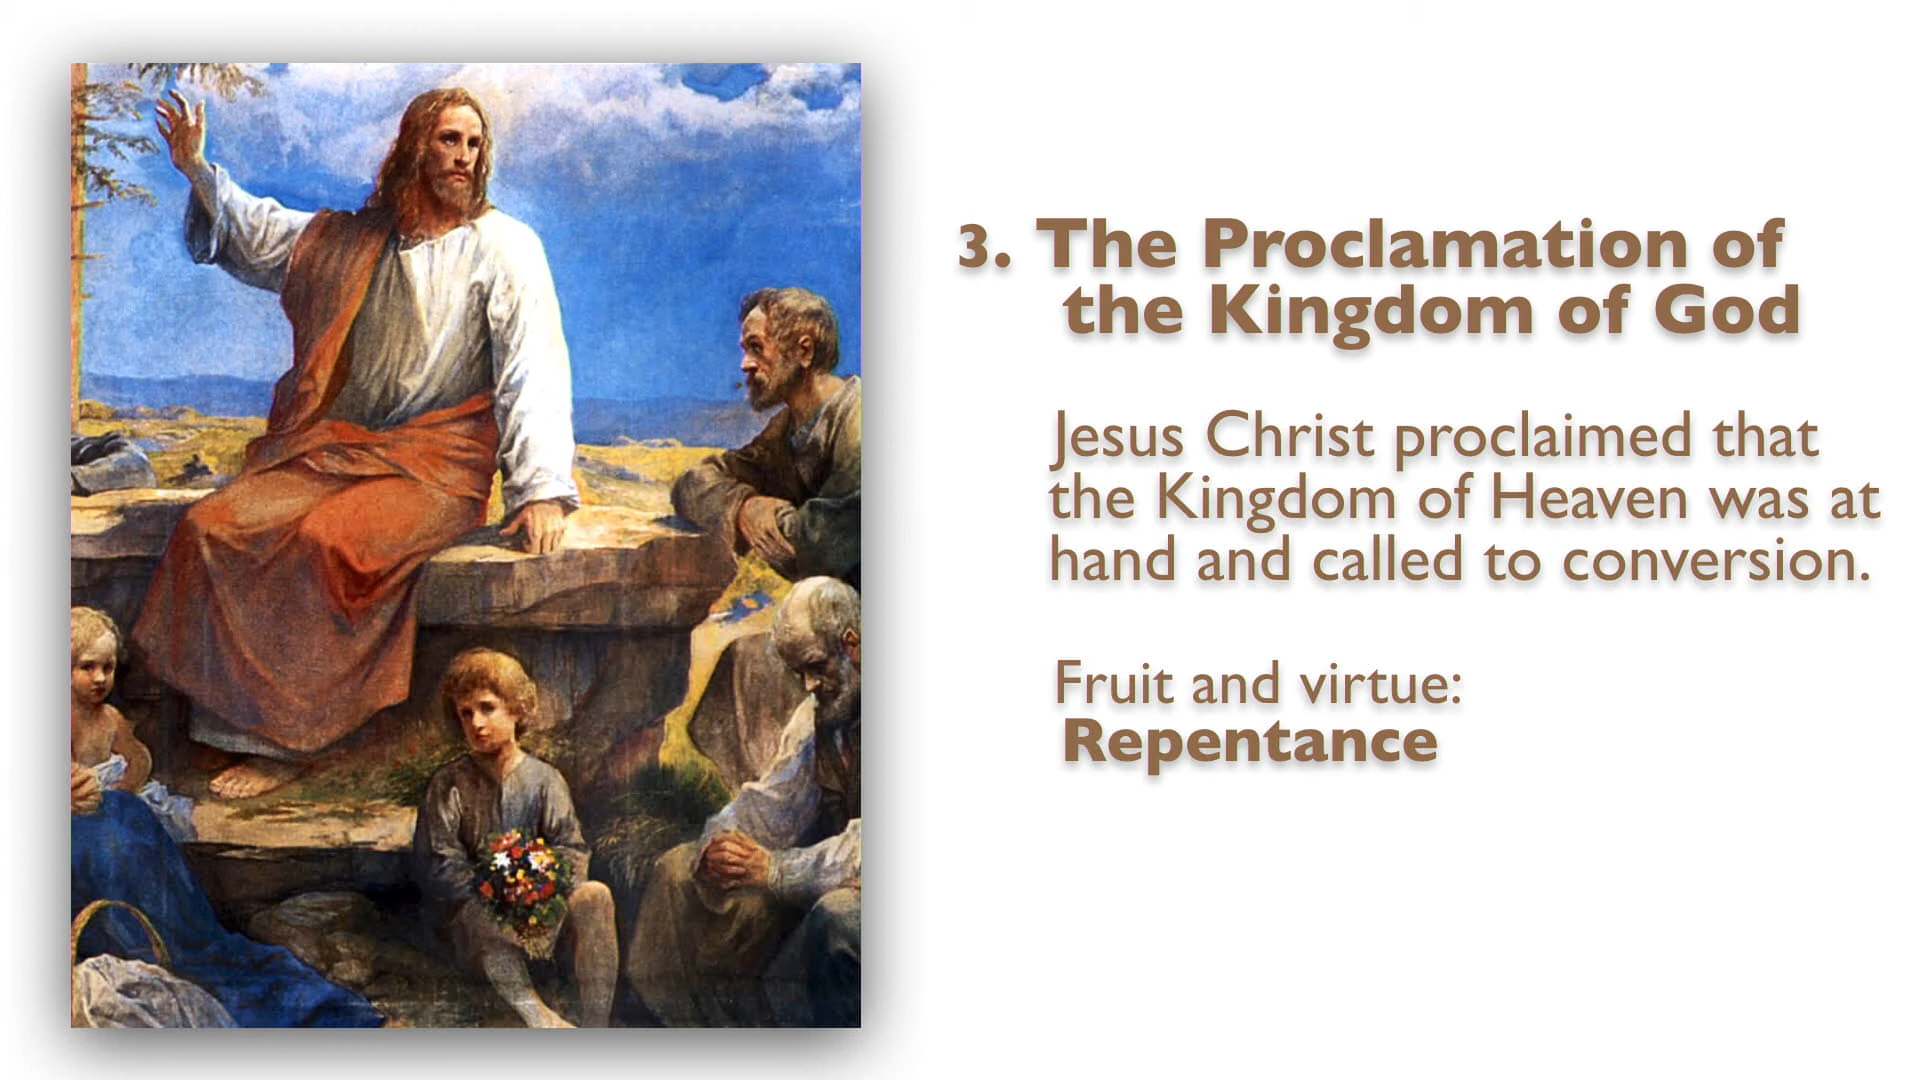 3. The Proclamation of
the Kingdom of God
Jesus Christ proclaimed that
the Kingdom of Heaven was at
hand and called to conversion.
Fruit and virtue:
Repentance